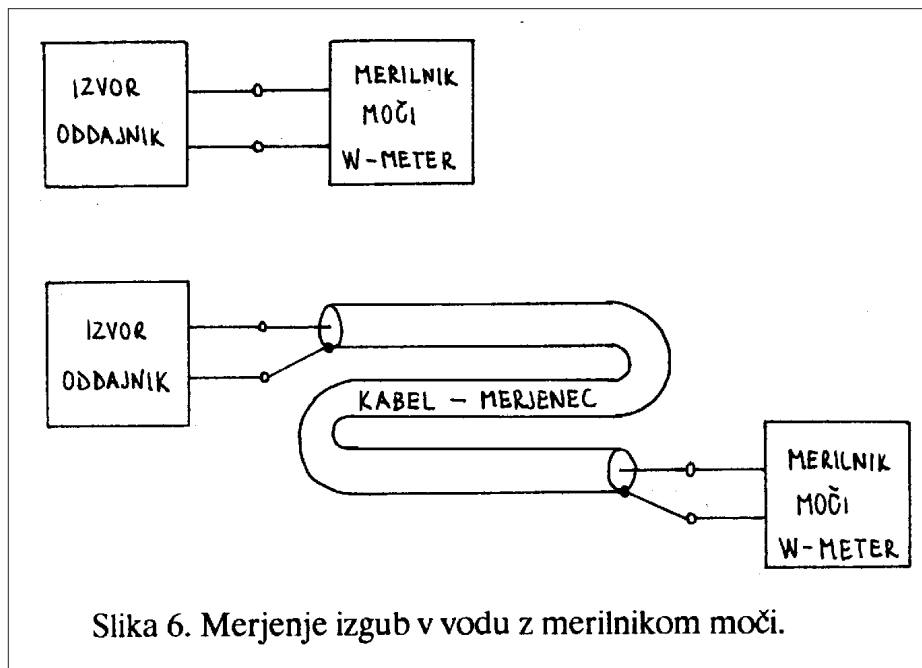 IZVOR
ODDAJNIK
MERILNIK
MOČI
W-METER
IZVOR
ODDAJNIK
KABEL - MERJENEC
MERILNIK
MOČI
W-METER
Slika 6. Merjenje izgub v vodu z merilnikom moči.